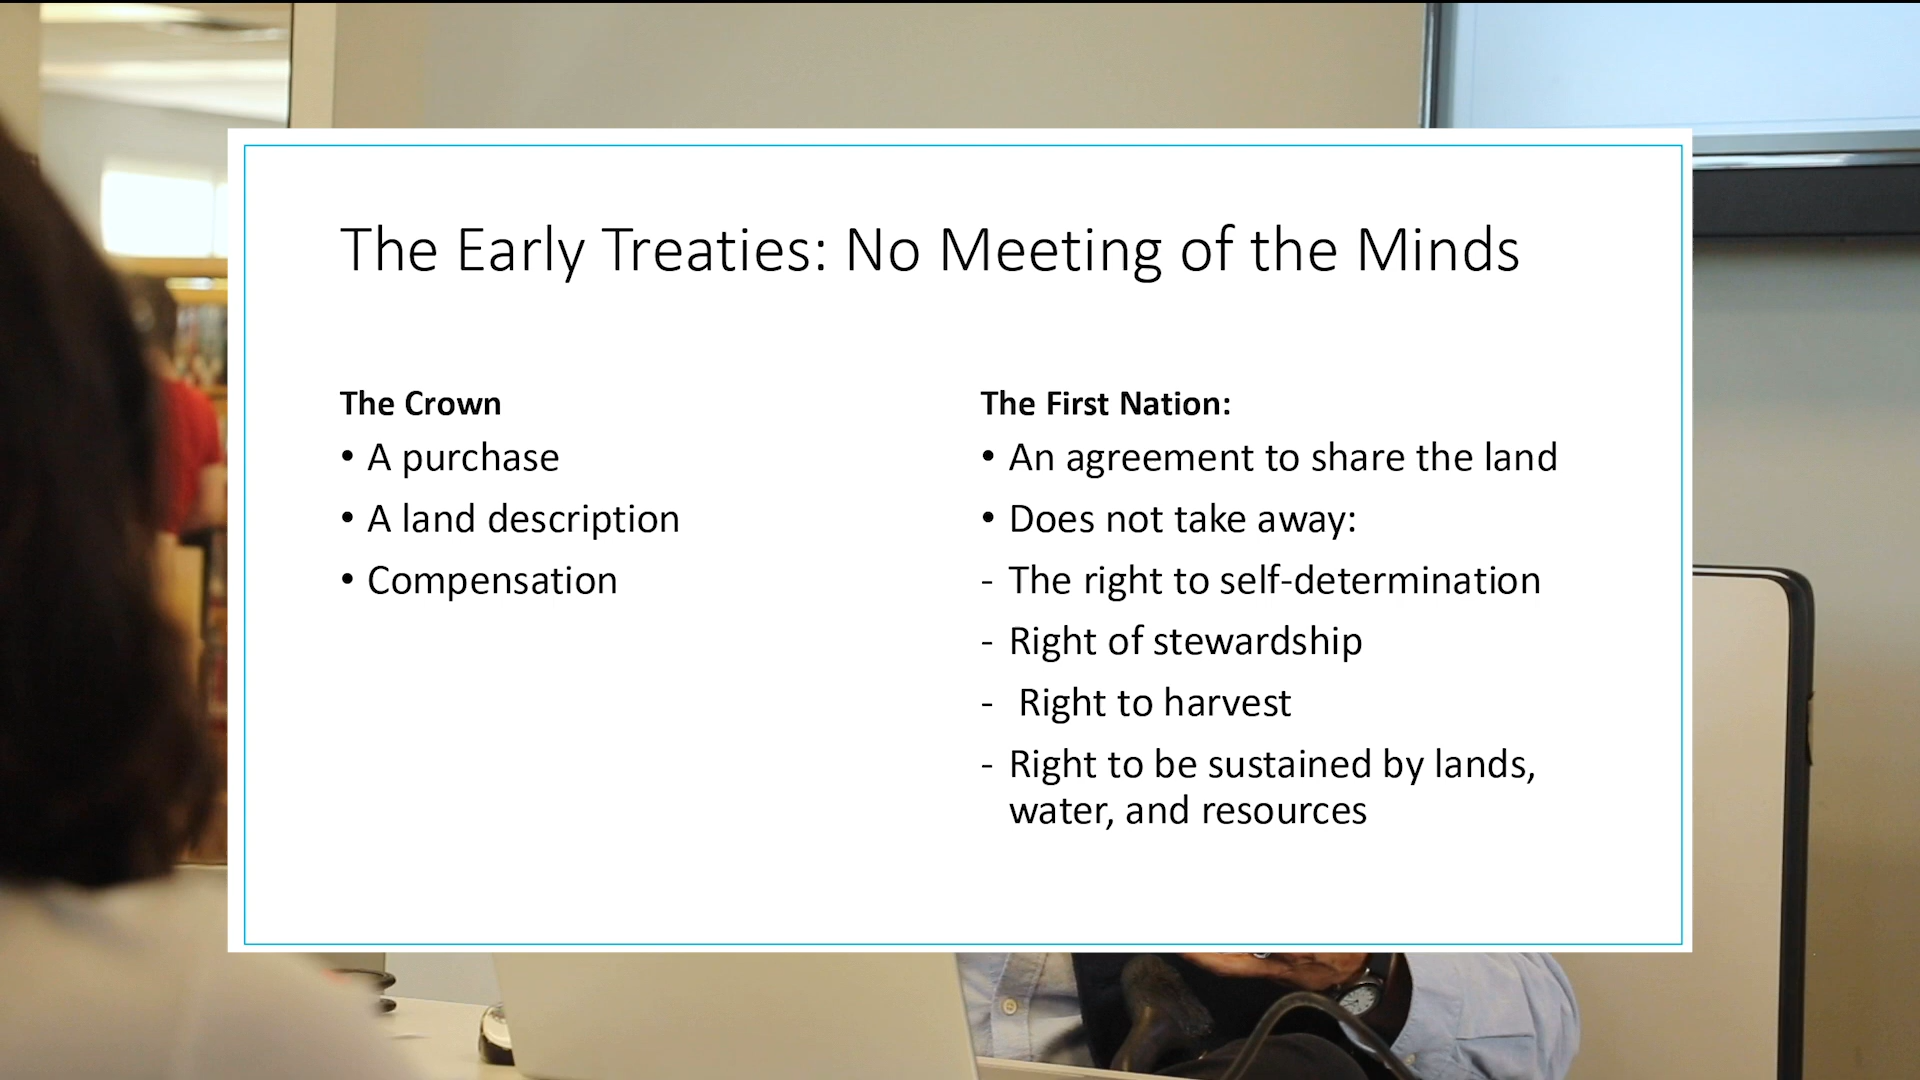 The Early Treaties: No Meeting of the Minds
The Crown
• A purchase
• A land description
• Compensation
The First Nation:
• An agreement to share the land
• Does not take away:
- The right to self-determination
- Right of stewardship
- Right to harvest
- Right to be sustained by lands,
water, and resources